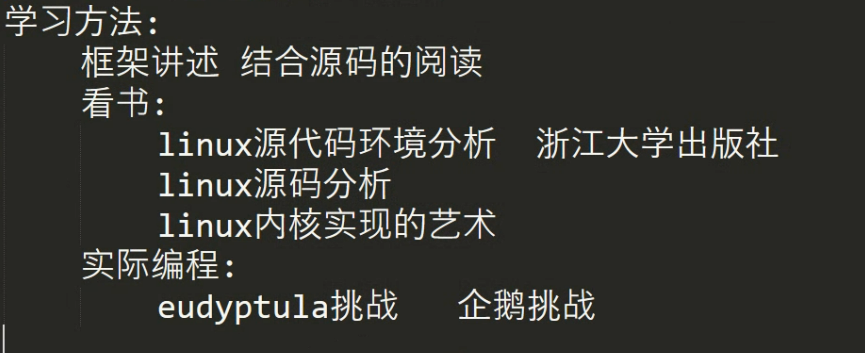 学习方法:
框架讲述 结合源码的阅读
看书:
linux源代码环境分析  浙江大学出版社
linux源码分析
linux内核实现的艺术
实际编程:
eudyptula挑战   企鹅挑战